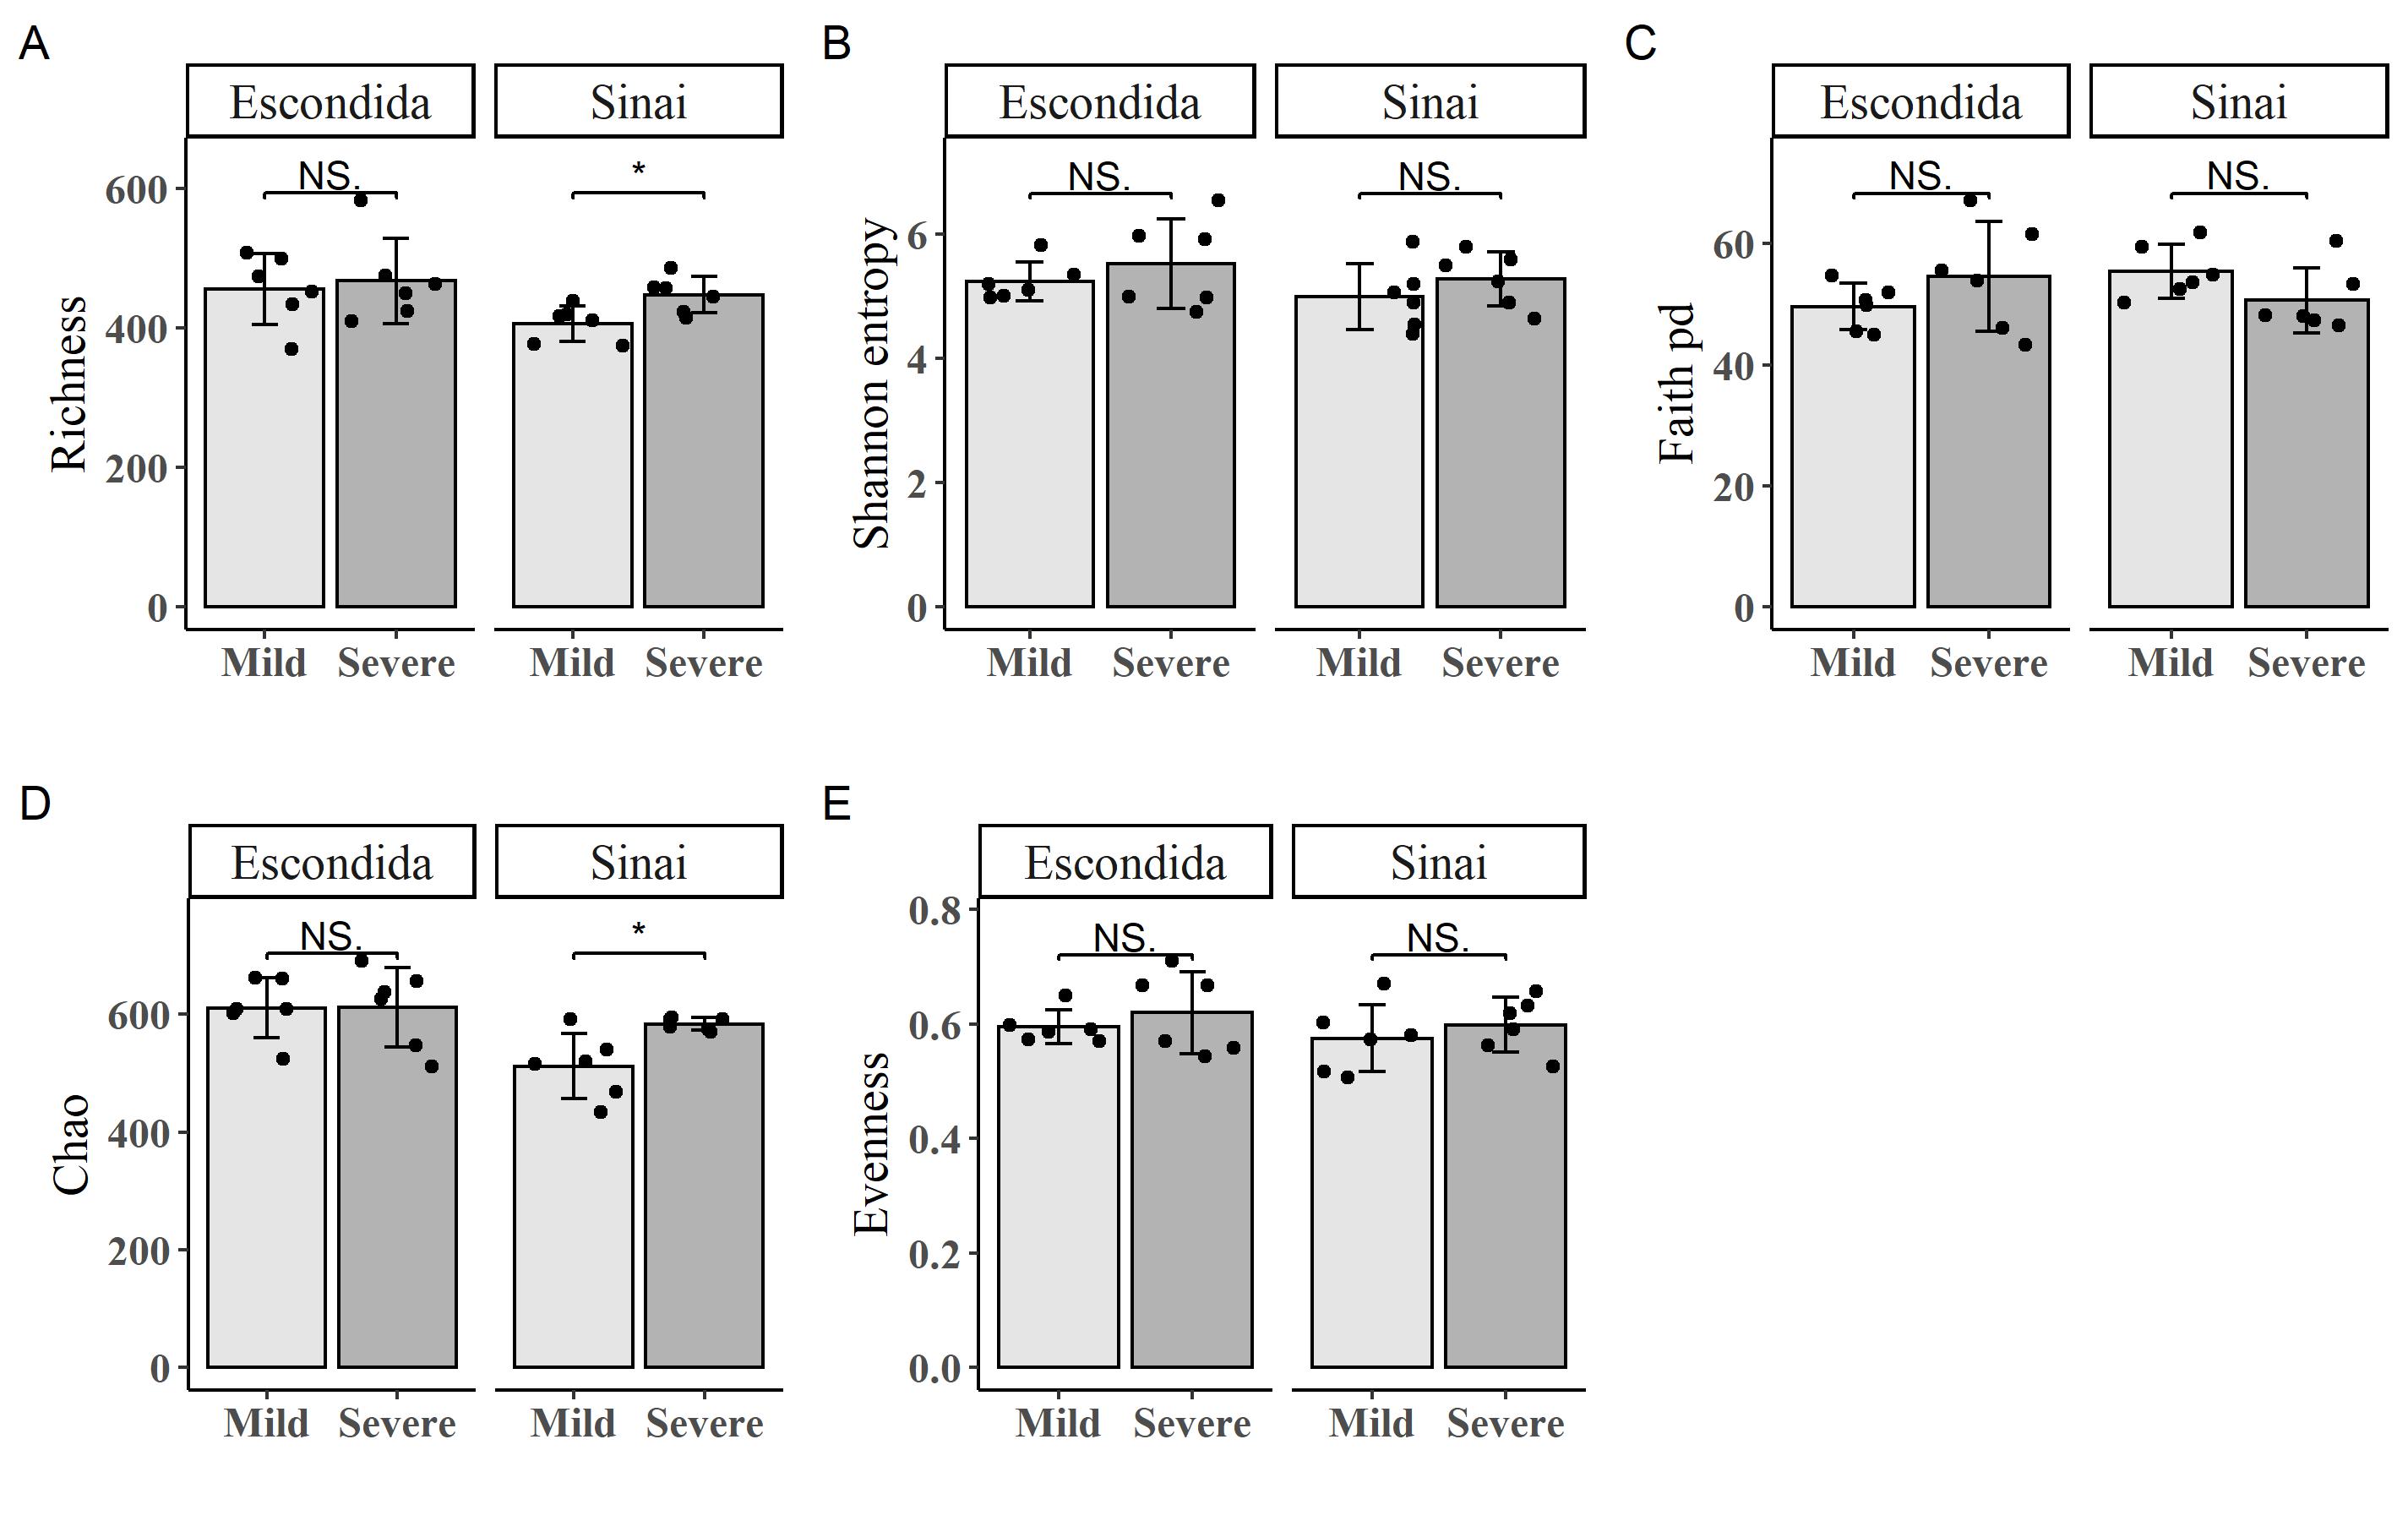 A
Escondida
Sinai
NS.
*
Richness
600
400
200
0
Mild
Severe
Mild
Severe
B
Escondida
Sinai
NS.
NS.
Shannon entropy
6
4
2
0
Mild
Severe
Mild
Severe
C
Escondida
Sinai
NS.
NS.
Faith pd
60
40
20
0
Mild
Severe
Mild
Severe
D
Escondida
Sinai
NS.
*
Chao
600
400
200
0
Mild
Severe
Mild
Severe
E
Escondida
Sinai
NS.
NS.
Evenness
0.8
0.6
0.4
0.2
0.0
Mild
Severe
Mild
Severe